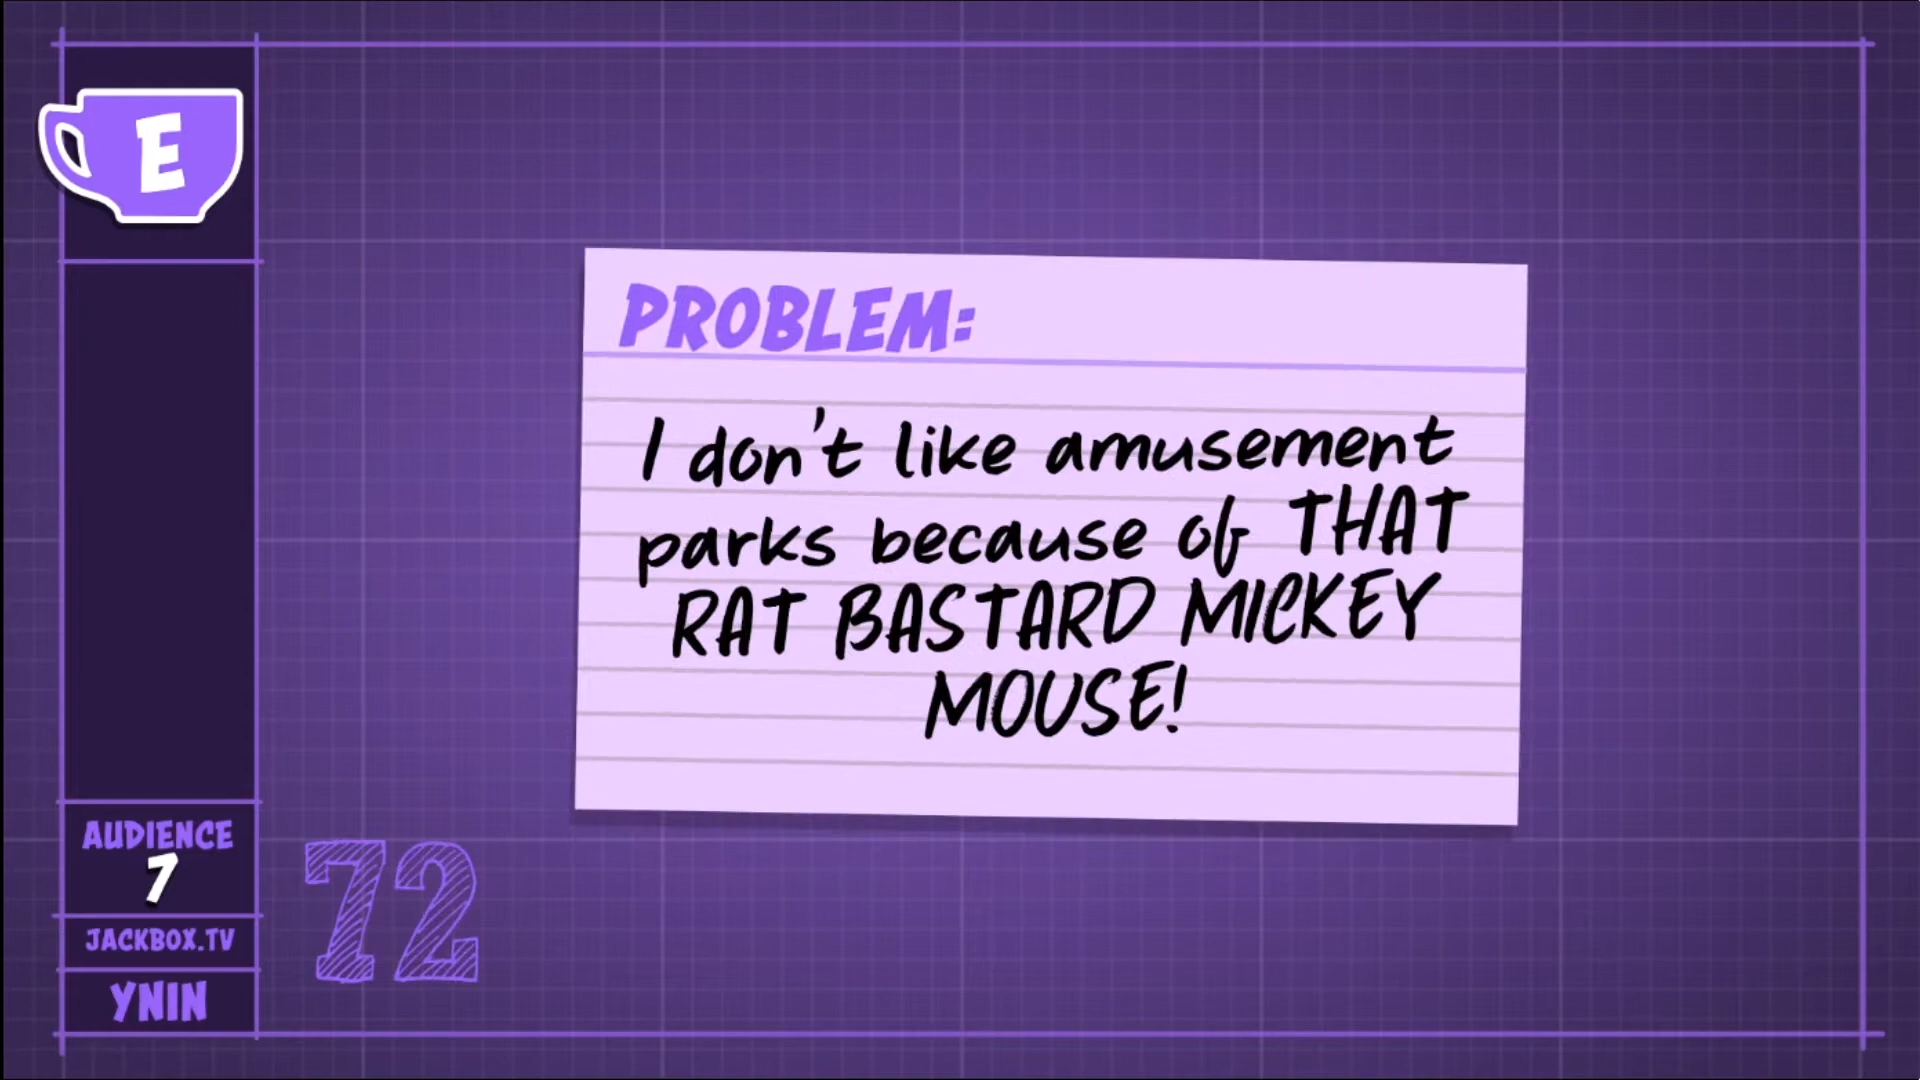 E
PROBLEM:
I don't like amusement
parks because of THAT
RAT BASTARD MICKEY
MOUSE!
AUDIENCE
7
72
JACKBOX.TV
YNIN